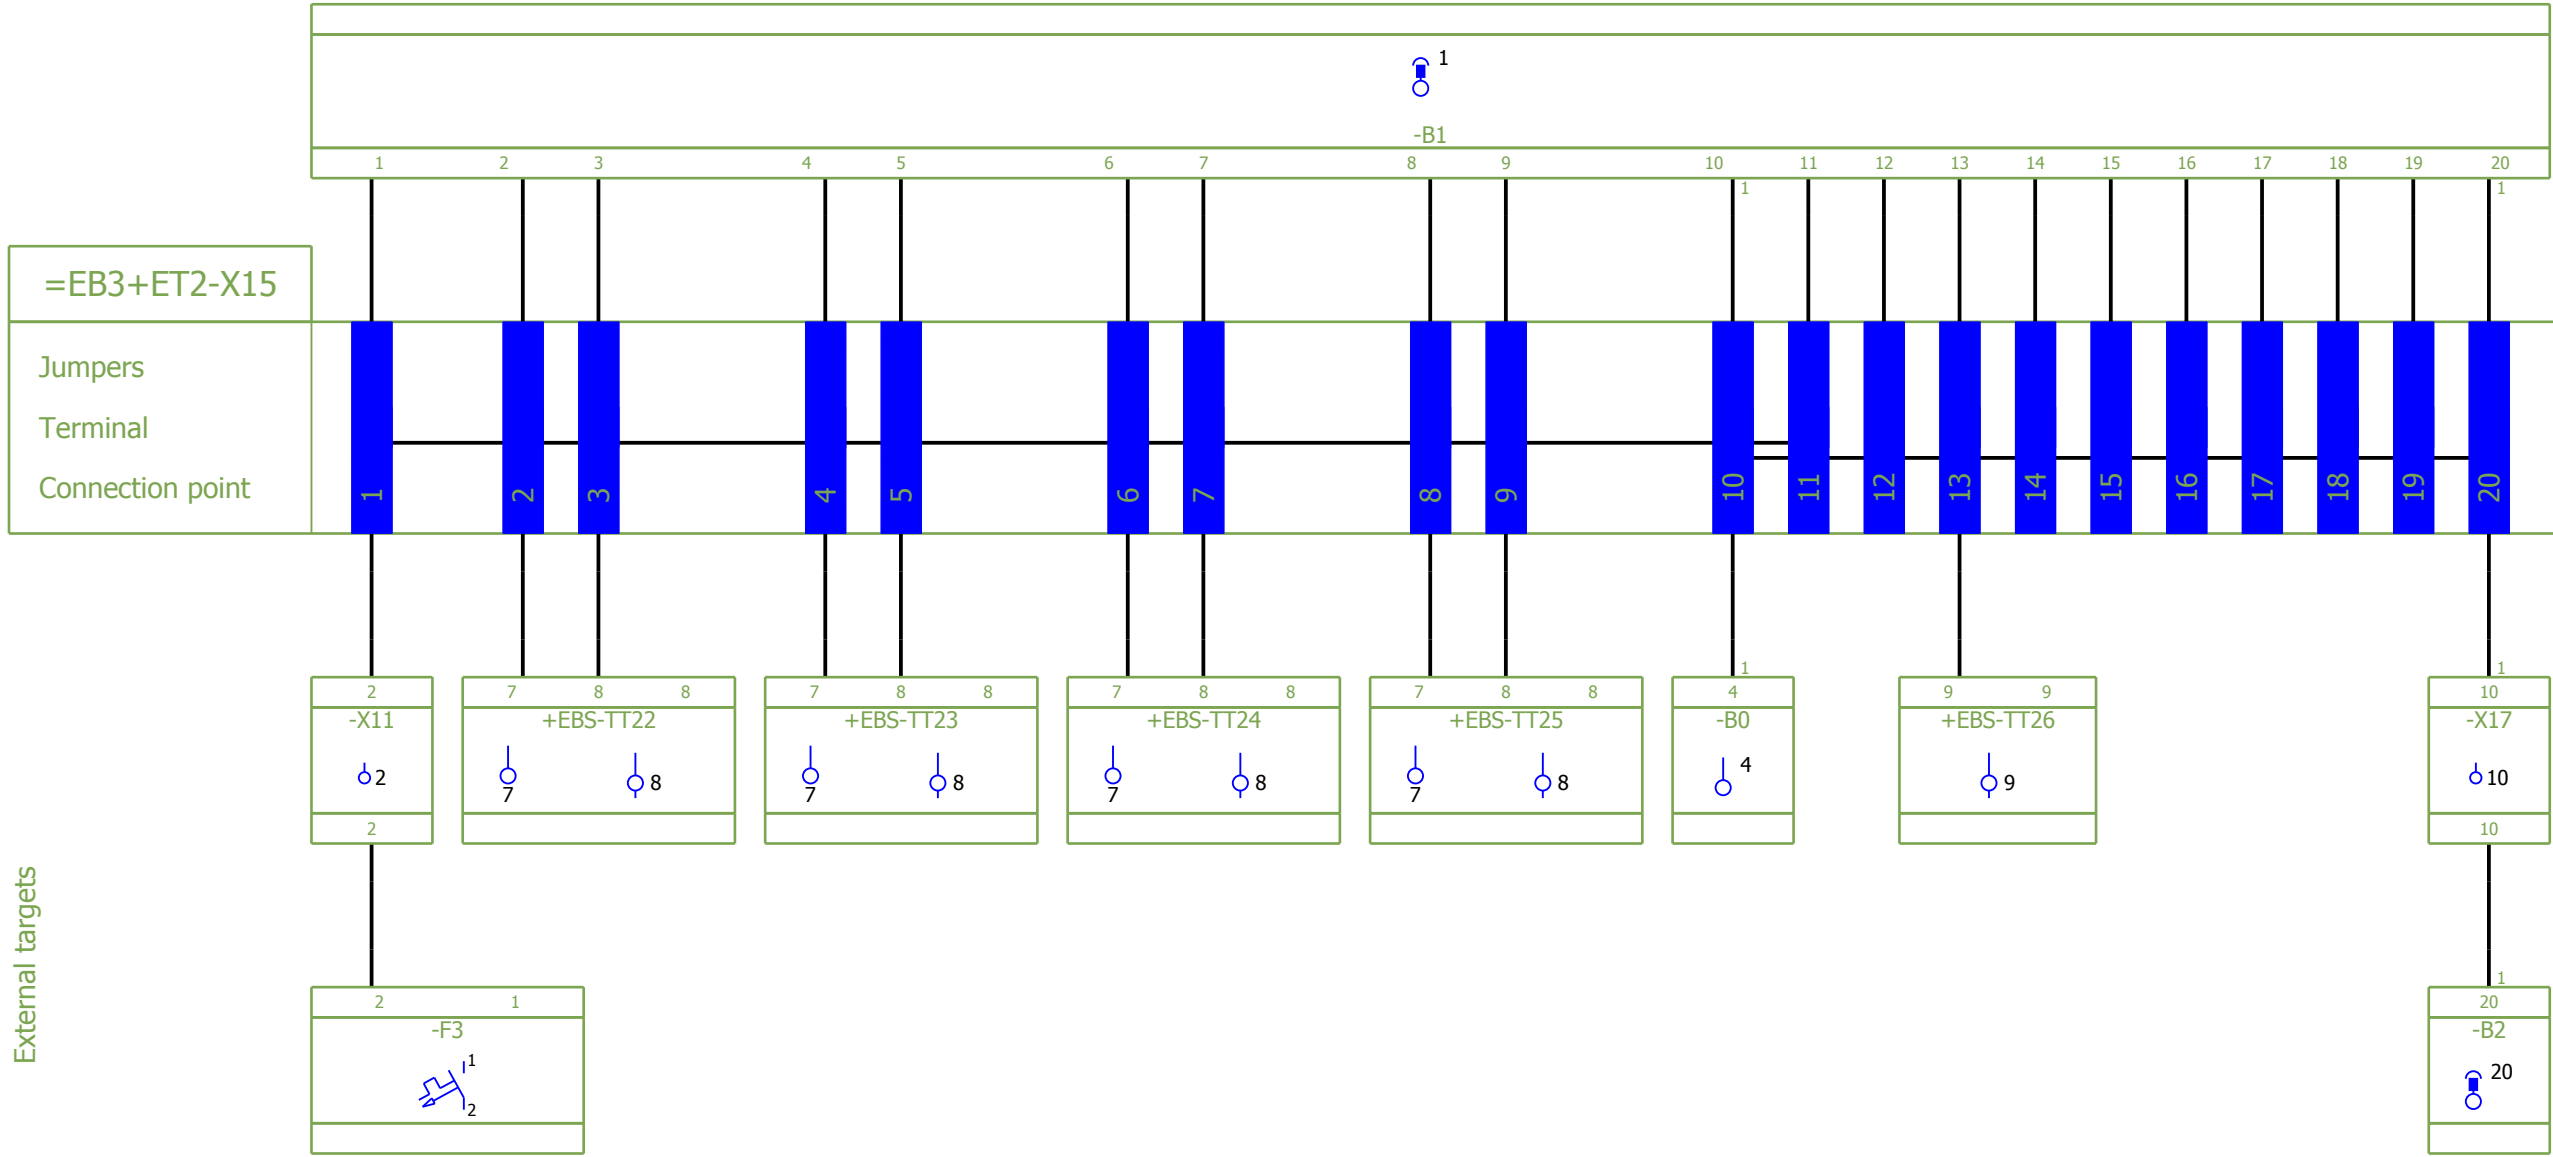 1
-B1
1 2 3 4 5 6 7 8 9 10 11 12 13 14 15 16 17 18 19 20
1 1
=EB3+ET2-X15
Jumpers
Terminal
Connection point
1 2 3 4 5 6 7 8 9 10 11 12 13 14 15 16 17 18 19 20
1 1
2 7 8 8 7 8 8 7 8 8 7 8 8 4 9 9 10
-X11 +EBS-TT22 +EBS-TT23 +EBS-TT24 +EBS-TT25 -B0 +EBS-TT26 -X17
2 7 8 7 8 7 8 7 8 4 9 10
2 10
External targets
1
2 1 20
-F3 -B2
1 20
2